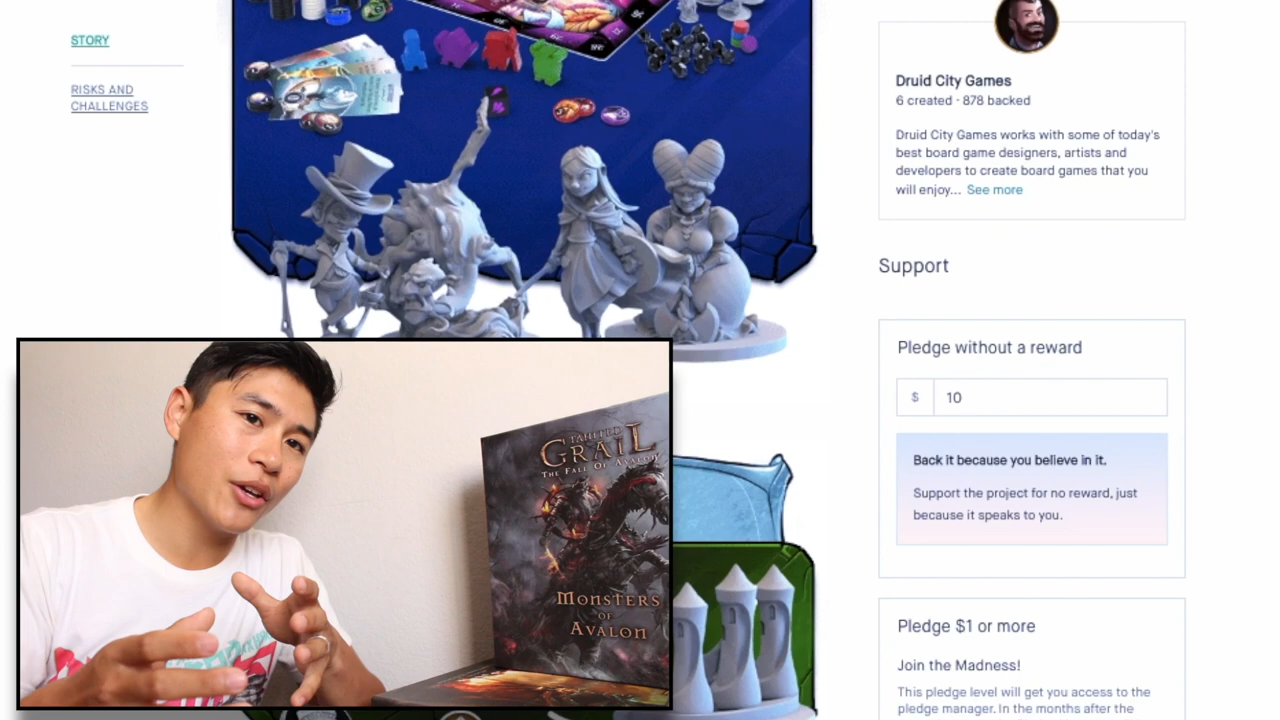 STORY
RISKS AND
CHALLENGES
Druid City Games
6 created · 878 backed
Druid City Games works with some of today's
best board game designers, artists and
developers to create board games that you
will enjoy... See more
Support
Pledge without a reward
$ 10
Back it because you believe in it.
Support the project for no reward, just
because it speaks to you.
Pledge $1 or more
Join the Madness!
This pledge level will get you access to the
pledge manager. In the months after the
TAINTED
GRAIL
THE FALL OF AVALON
MONSTERS
OF
AVALON